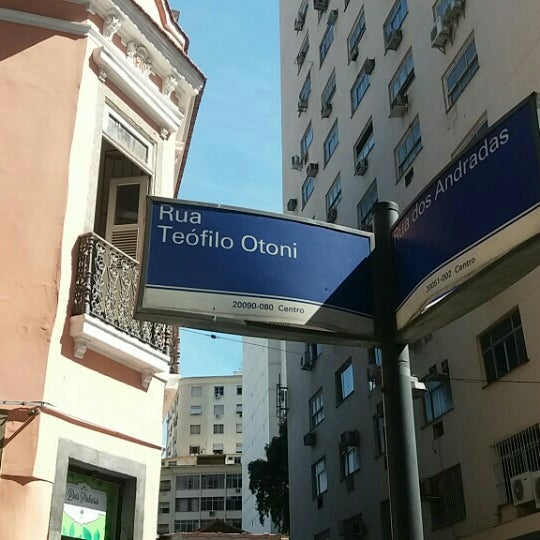 Rua
Teófilo Otoni
20090-080 Centro
Rua dos Andradas
20051-002 Centro